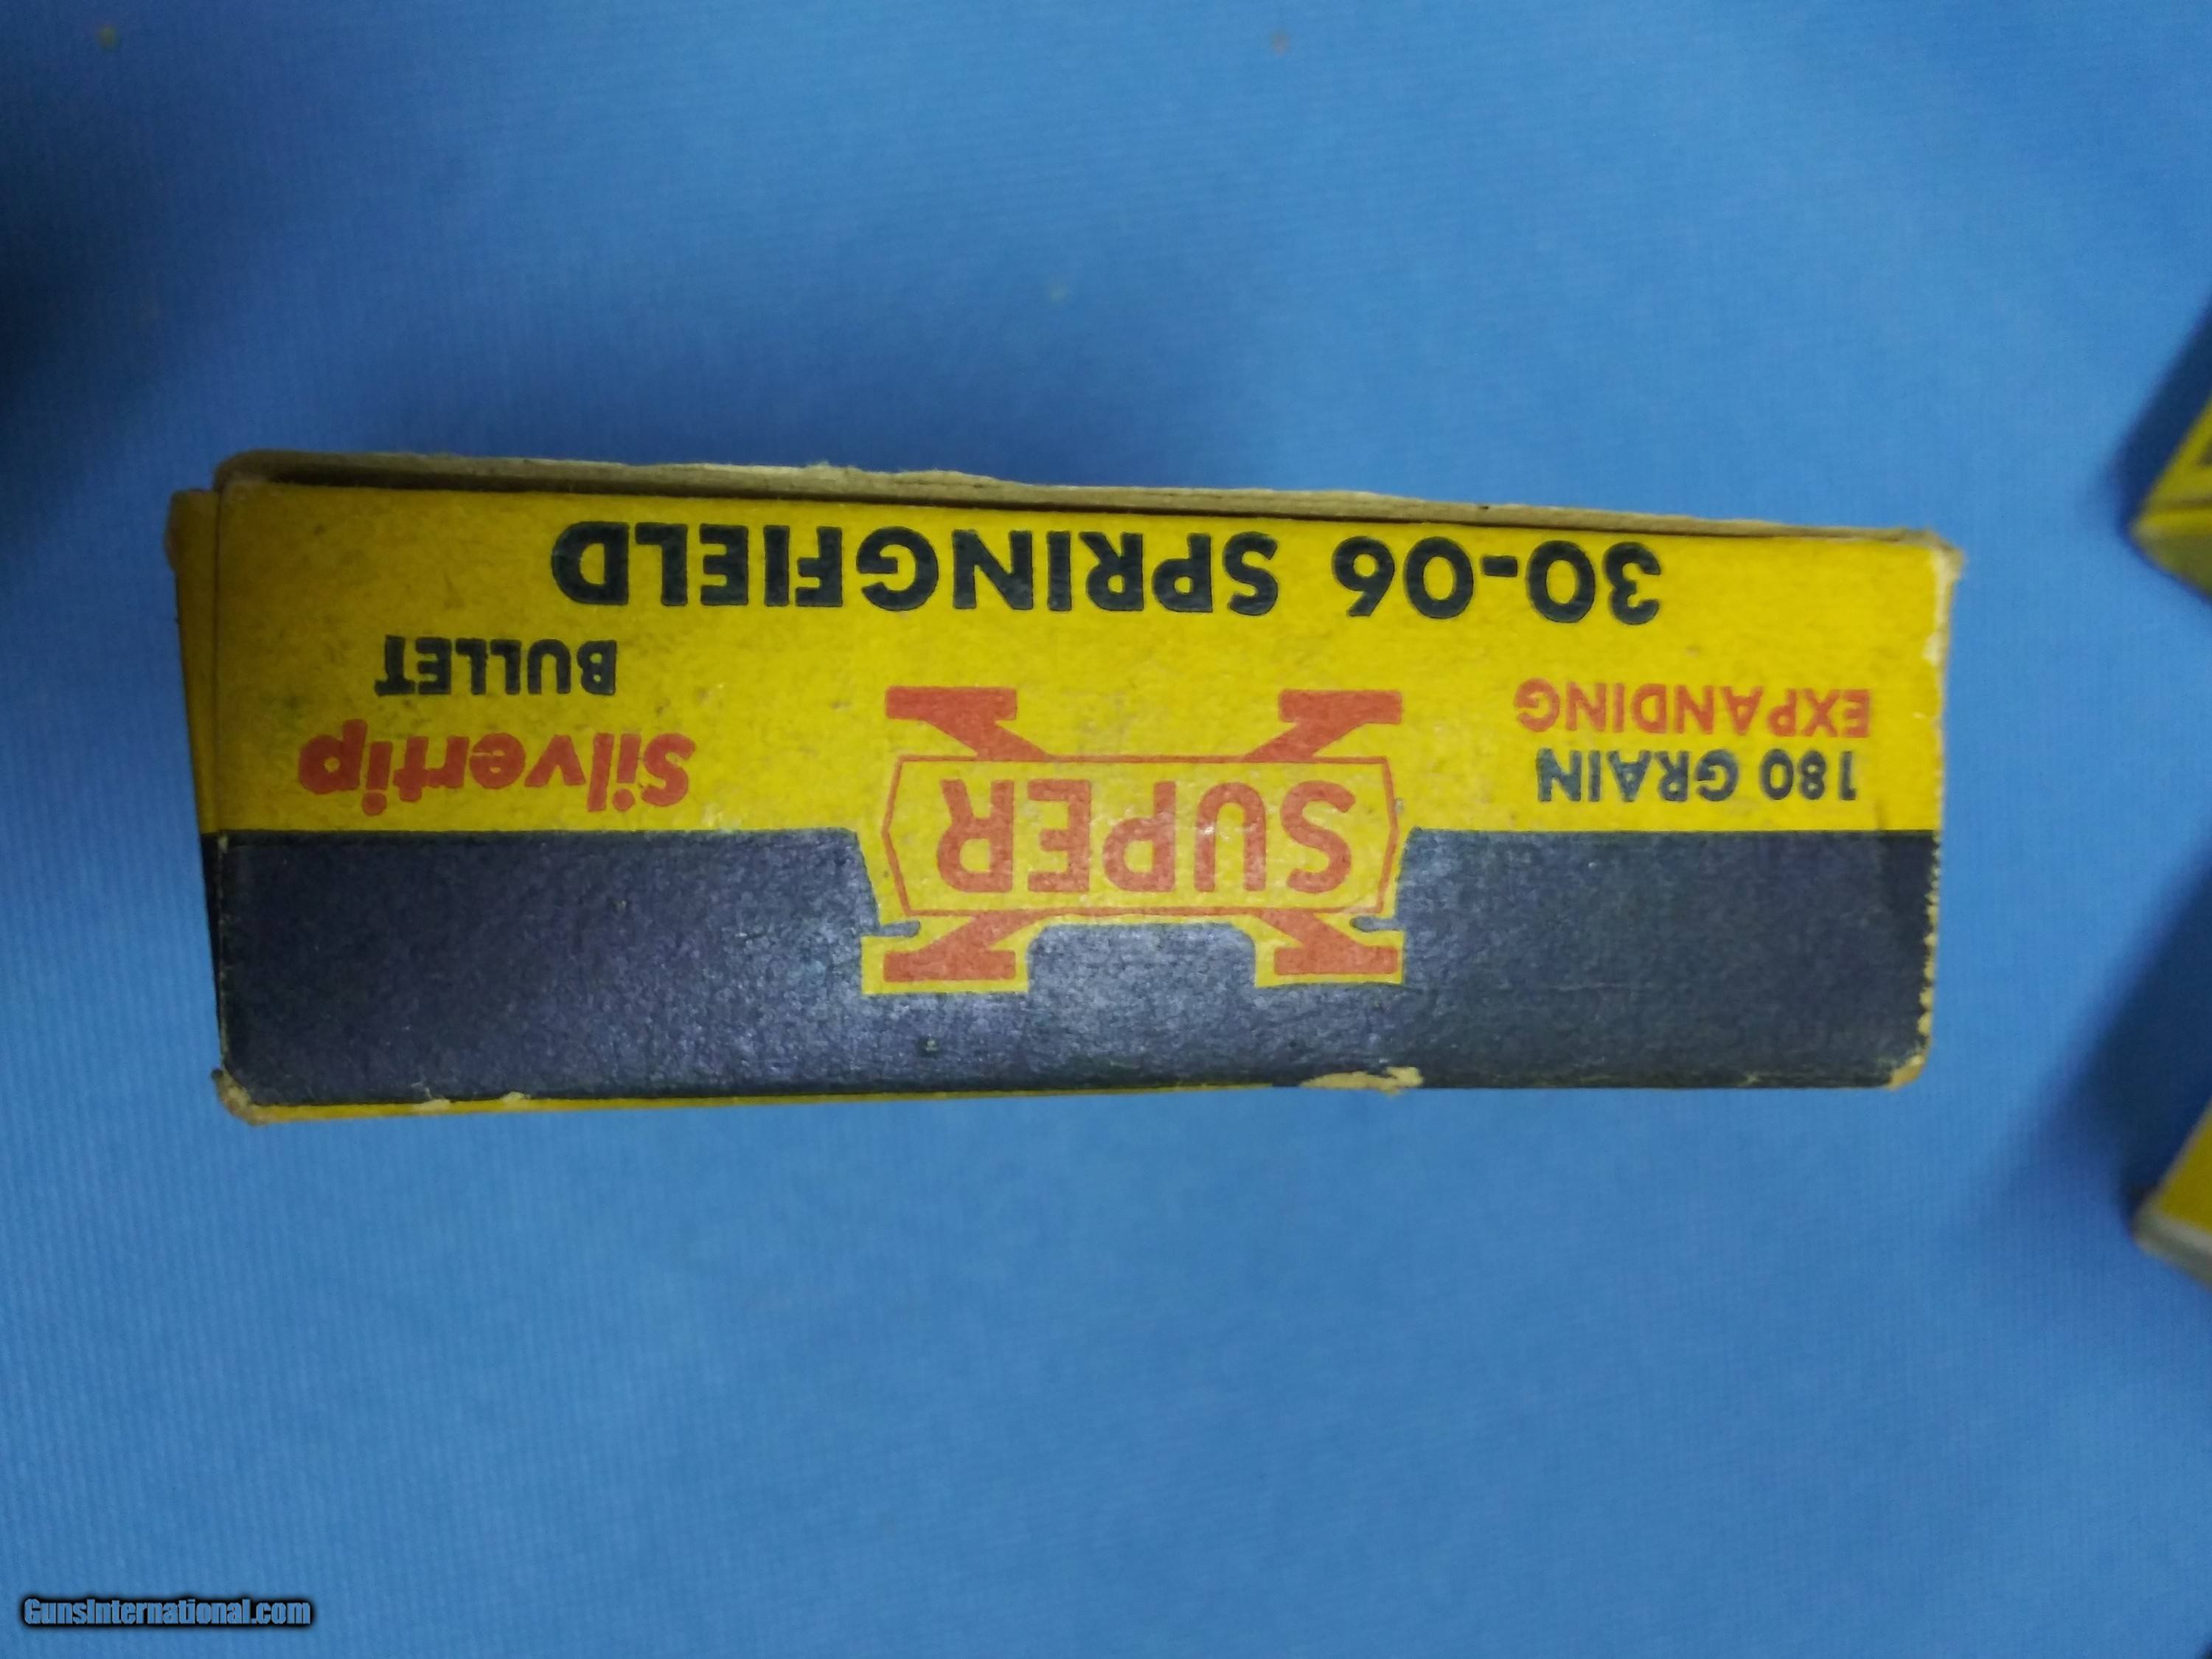 SUPER
X
180 GRAIN
EXPANDING
Silvertip
BULLET
30-06 SPRINGFIELD
GunsInternational.com